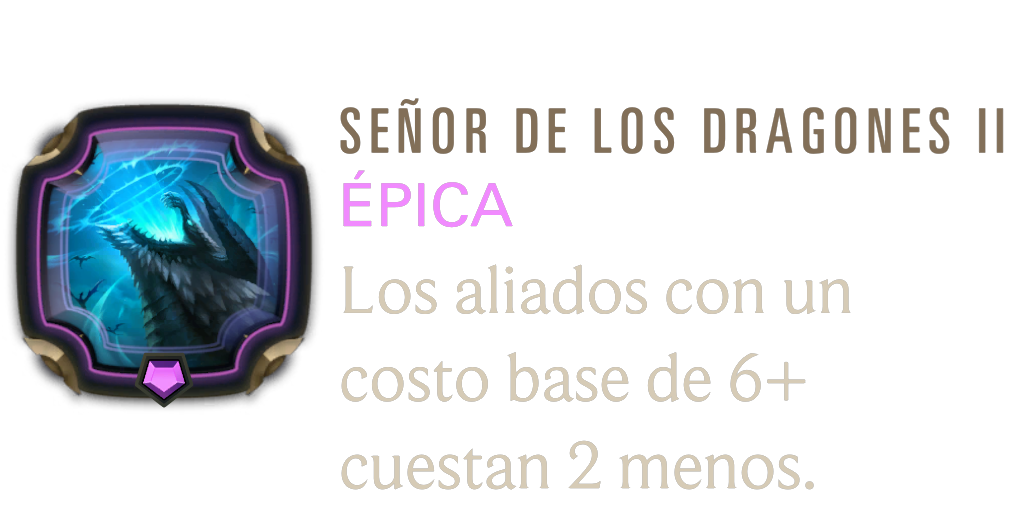 SEÑOR DE LOS DRAGONES II
ÉPICA
Los aliados con un
costo base de 6+
cuestan 2 menos.